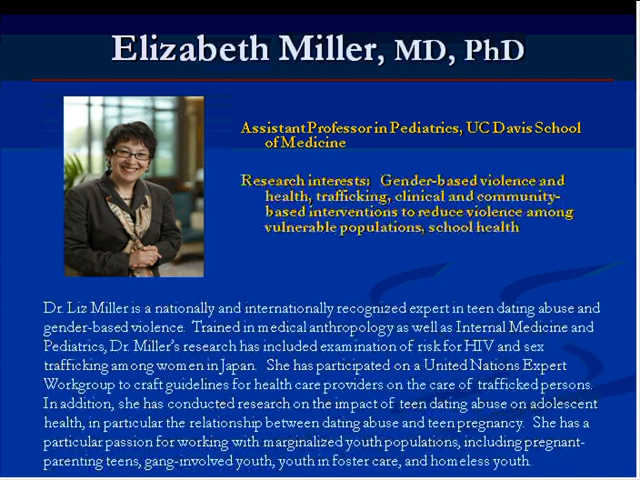 Elizabeth Miller, MD, PhD
Assistant Professor in Pediatrics, UC Davis School
of Medicine
Research interests: Gender-based violence and
health, trafficking, clinical and community-
based interventions to reduce violence among
vulnerable populations, school health
Dr. Liz Miller is a nationally and internationally recognized expert in teen dating abuse and
gender-based violence. Trained in medical anthropology as well as Internal Medicine and
Pediatrics, Dr. Miller's research has included examination of risk for HIV and sex
trafficking among women in Japan. She has participated on a United Nations Expert
Workgroup to craft guidelines for health care providers on the care of trafficked persons.
In addition, she has conducted research on the impact of teen dating abuse on adolescent
health, in particular the relationship between dating abuse and teen pregnancy. She has a
particular passion for working with marginalized youth populations, including pregnant-
parenting teens, gang-involved youth, youth in foster care, and homeless youth.